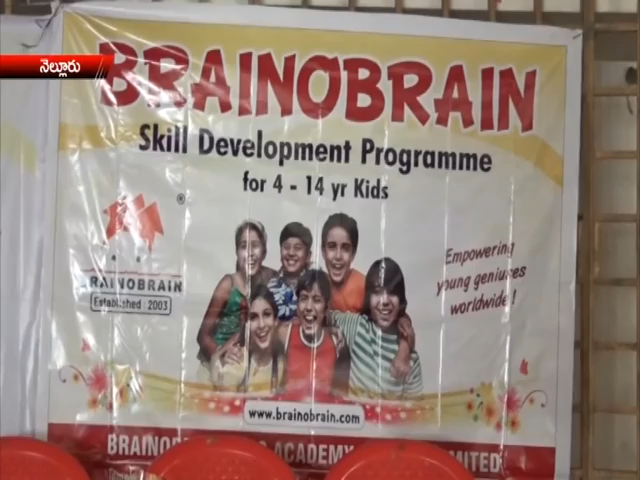 నెల్లూరు
BRAINOBRAIN
Skill Development Programme
for 4 - 14 yr Kids
®
BRAINOBRAIN
Established : 2003
Empowering
young geniuses
worldwide !
www.brainobrain.com
ACADEMY